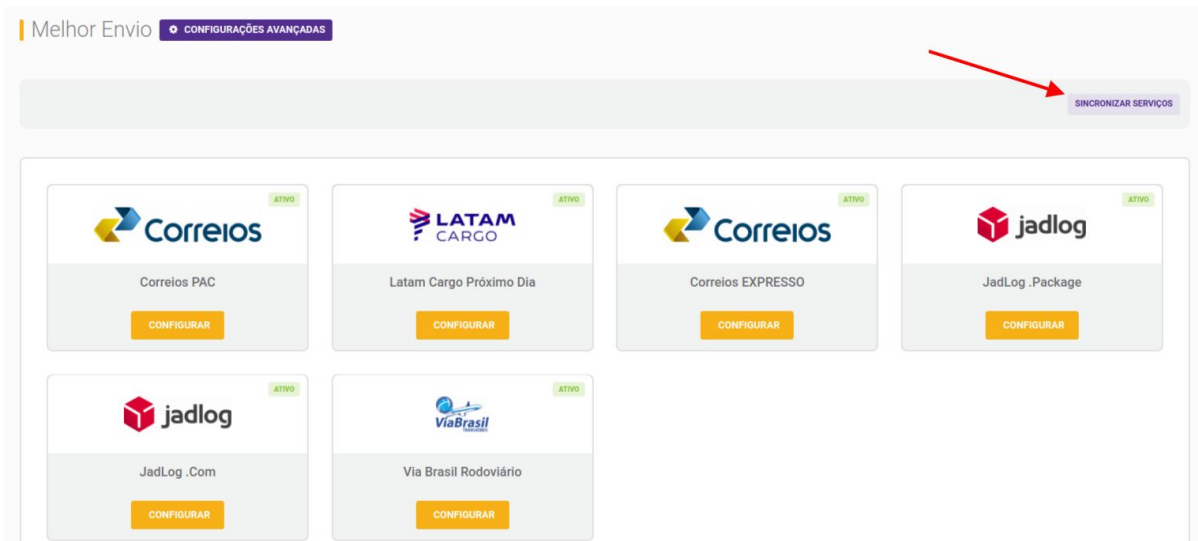 Melhor Envio CONFIGURAÇÕES AVANÇADAS
SINCRONIZAR SERVIÇOS
ATIVO ATIVO ATIVO ATIVO
Correios LATAM CARGO Correios jadlog
Correios PAC Latam Cargo Próximo Dia Correios EXPRESSO JadLog .Package
CONFIGURAR CONFIGURAR CONFIGURAR CONFIGURAR
ATIVO ATIVO
jadlog ViaBrasil
JadLog .Com Via Brasil Rodoviário
CONFIGURAR CONFIGURAR